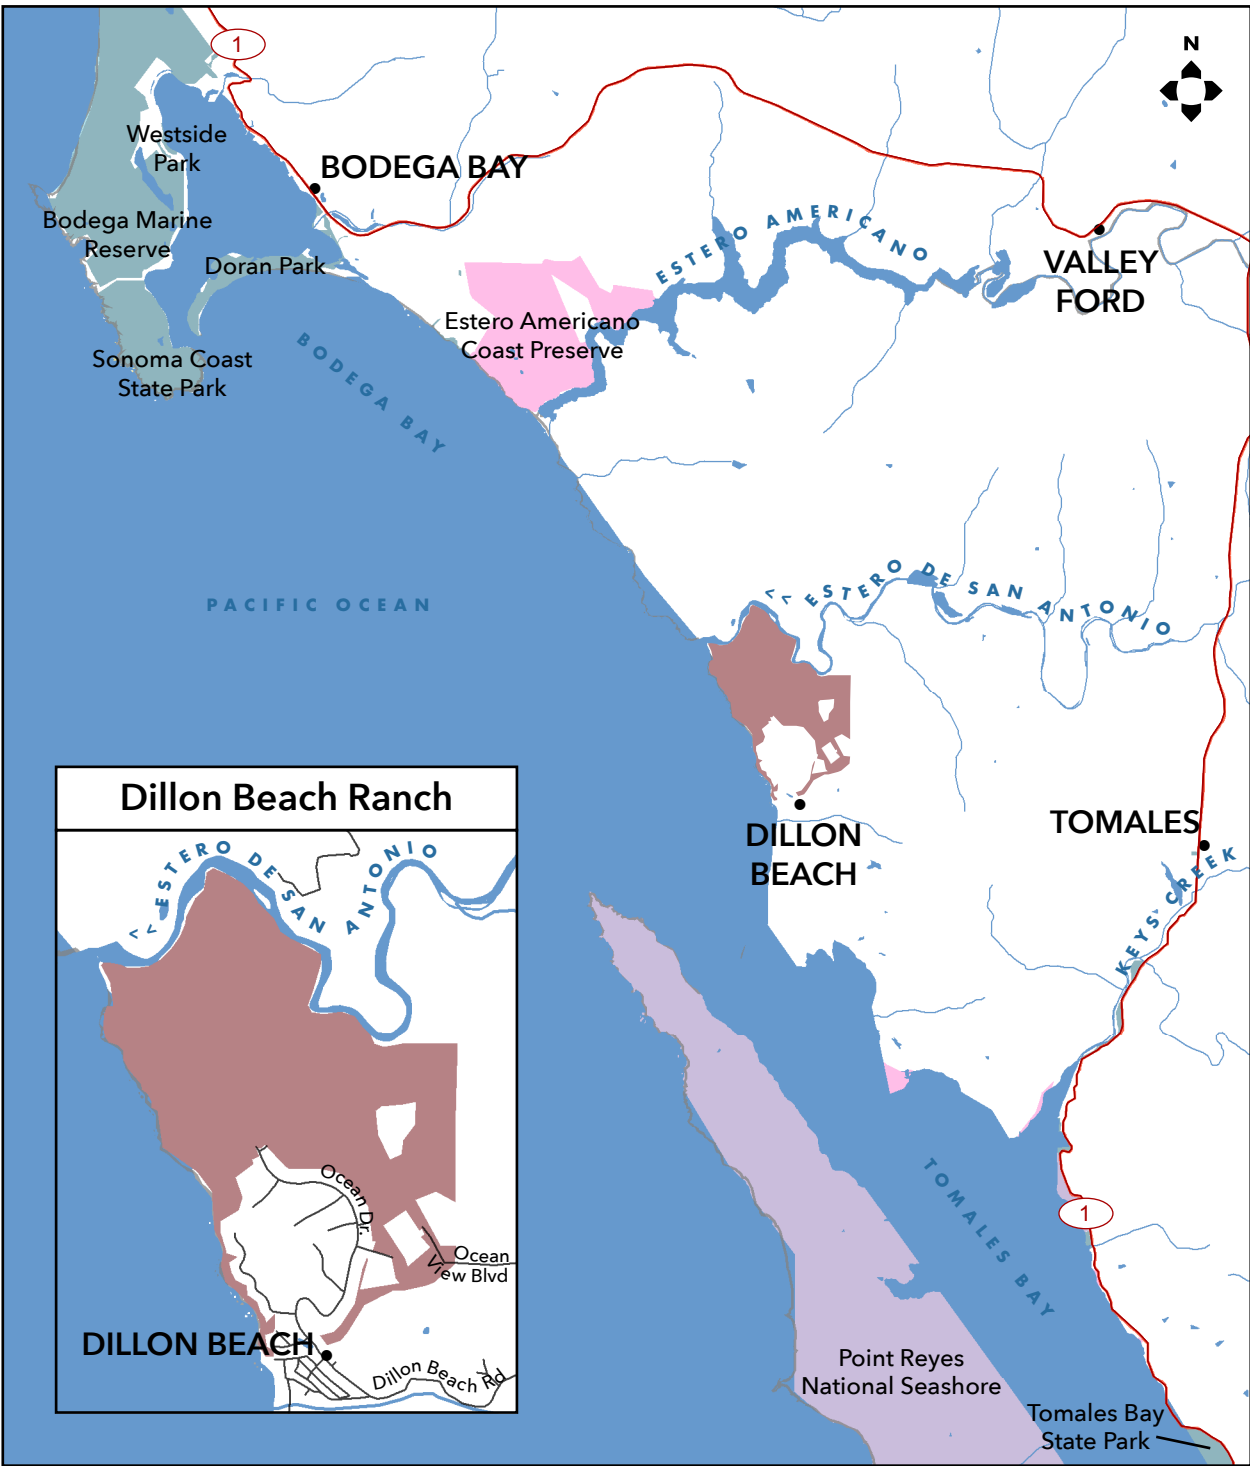 1
N
Westside
Park
BODEGA BAY
Bodega Marine
Reserve
Doran Park
ESTERO AMERICANO
VALLEY
FORD
Estero Americano
Coast Preserve
Sonoma Coast
State Park
BODEGA BAY
PACIFIC OCEAN
<< ESTERO DE SAN ANTONIO
Dillon Beach Ranch
DILLON
BEACH
TOMALES
KEYS CREEK
<< ESTERO DE SAN ANTONIO
Ocean Dr.
Ocean
View Blvd
DILLON BEACH
Dillon Beach Rd
TOMALES BAY
1
Point Reyes
National Seashore
Tomales Bay
State Park